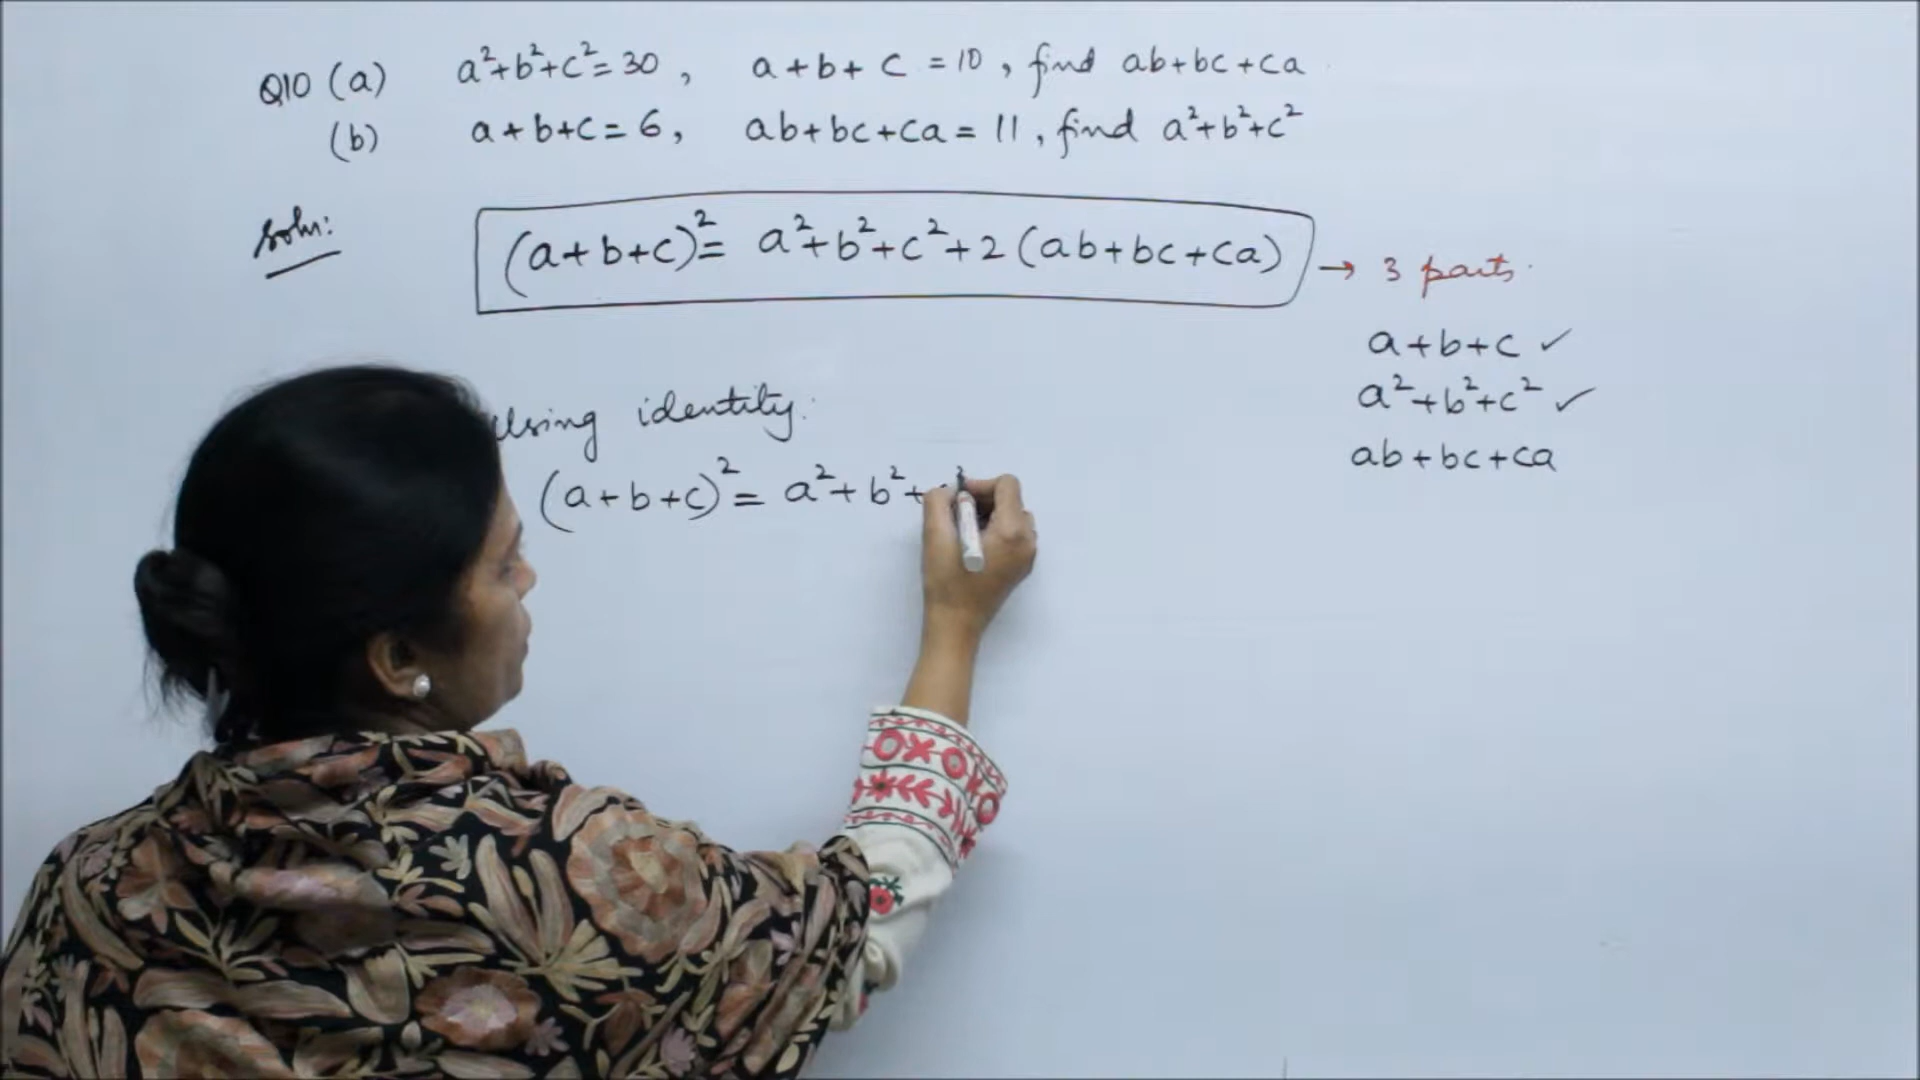 Q10 (a) a²+b²+c²=30, a+b+c=10, find ab+bc+ca
(b) a+b+c=6, ab+bc+ca=11, find a²+b²+c²
Soln:
(a+b+c)²= a²+b²+c²+2(ab+bc+ca) → 3 parts.
a+b+c ✓
a²+b²+c² ✓
ab+bc+ca
Using identity:
(a+b+c)²= a²+b²+